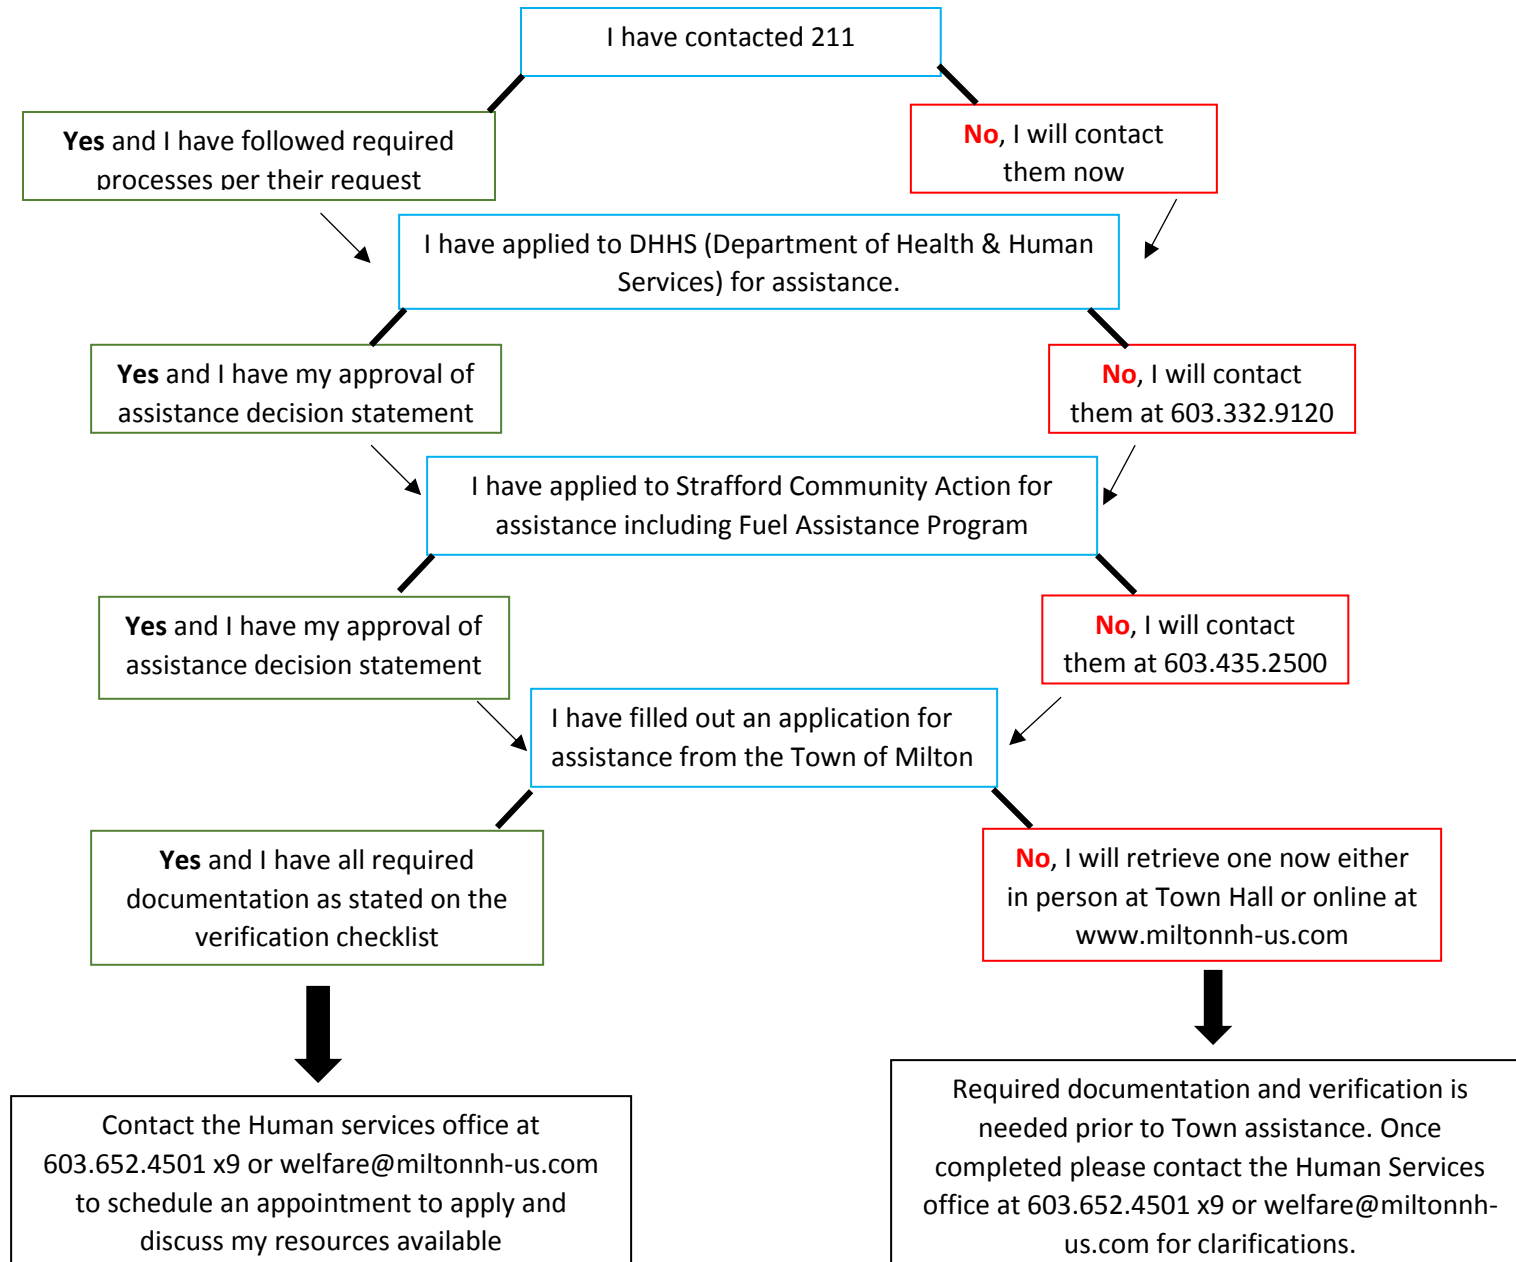 I have contacted 211
Yes and I have followed required
processes per their request
No, I will contact
them now
I have applied to DHHS (Department of Health & Human
Services) for assistance.
Yes and I have my approval of
assistance decision statement
No, I will contact
them at 603.332.9120
I have applied to Strafford Community Action for
assistance including Fuel Assistance Program
Yes and I have my approval of
assistance decision statement
No, I will contact
them at 603.435.2500
I have filled out an application for
assistance from the Town of Milton
Yes and I have all required
documentation as stated on the
verification checklist
No, I will retrieve one now either
in person at Town Hall or online at
www.miltonnh-us.com
Contact the Human services office at
603.652.4501 x9 or welfare@miltonnh-us.com
to schedule an appointment to apply and
discuss my resources available
Required documentation and verification is
needed prior to Town assistance. Once
completed please contact the Human Services
office at 603.652.4501 x9 or welfare@miltonnh-
us.com for clarifications.